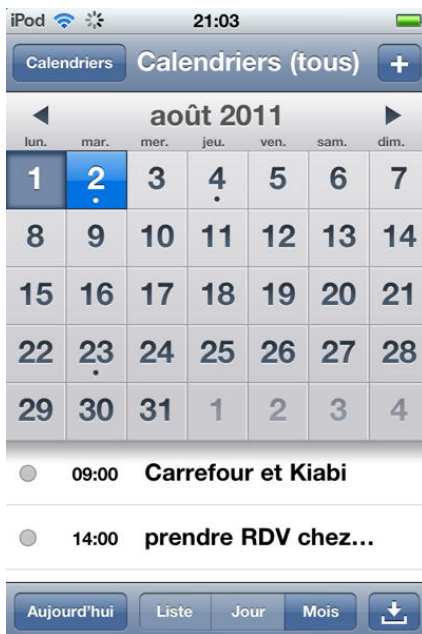 iPod 21:03
Calendriers Calendriers (tous) +
août 2011
lun. mar. mer. jeu. ven. sam. dim.
1 2 3 4 5 6 7
8 9 10 11 12 13 14
15 16 17 18 19 20 21
22 23 24 25 26 27 28
29 30 31 1 2 3 4
09:00 Carrefour et Kiabi
14:00 prendre RDV chez...
Aujourd'hui Liste Jour Mois